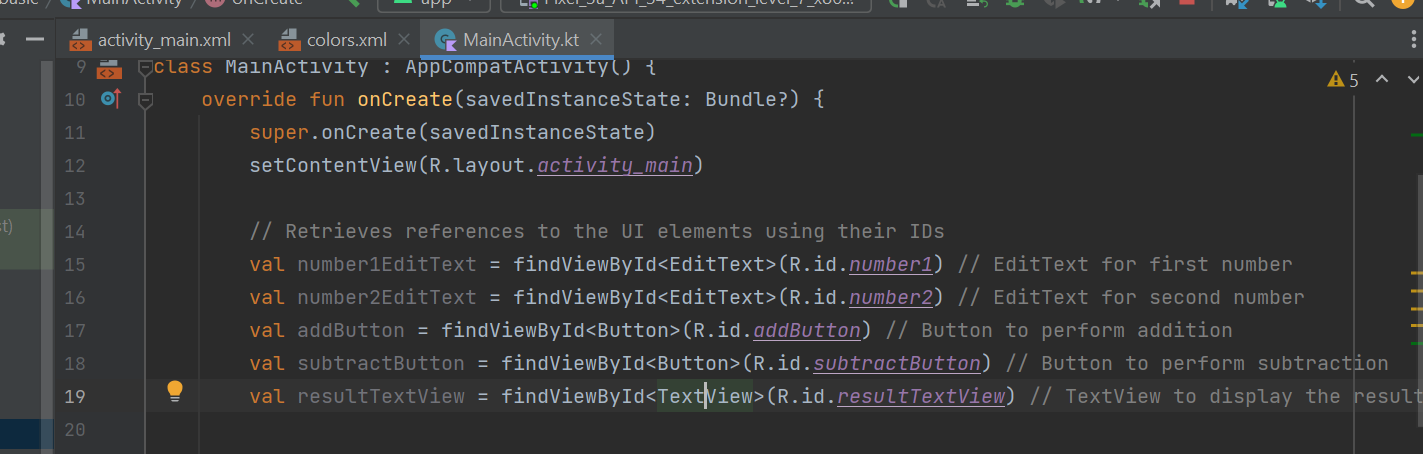 MainActivity
onCreate
app
activity_main.xml
colors.xml
MainActivity.kt
9 class MainActivity : AppCompatActivity() {
5
10 override fun onCreate(savedInstanceState: Bundle?) {
11 super.onCreate(savedInstanceState)
12 setContentView(R.layout.activity_main)
13
14 // Retrieves references to the UI elements using their IDs
15 val number1EditText = findViewById<EditText>(R.id.number1) // EditText for first number
16 val number2EditText = findViewById<EditText>(R.id.number2) // EditText for second number
17 val addButton = findViewById<Button>(R.id.addButton) // Button to perform addition
18 val subtractButton = findViewById<Button>(R.id.subtractButton) // Button to perform subtraction
19 val resultTextView = findViewById<TextView>(R.id.resultTextView) // TextView to display the result
20